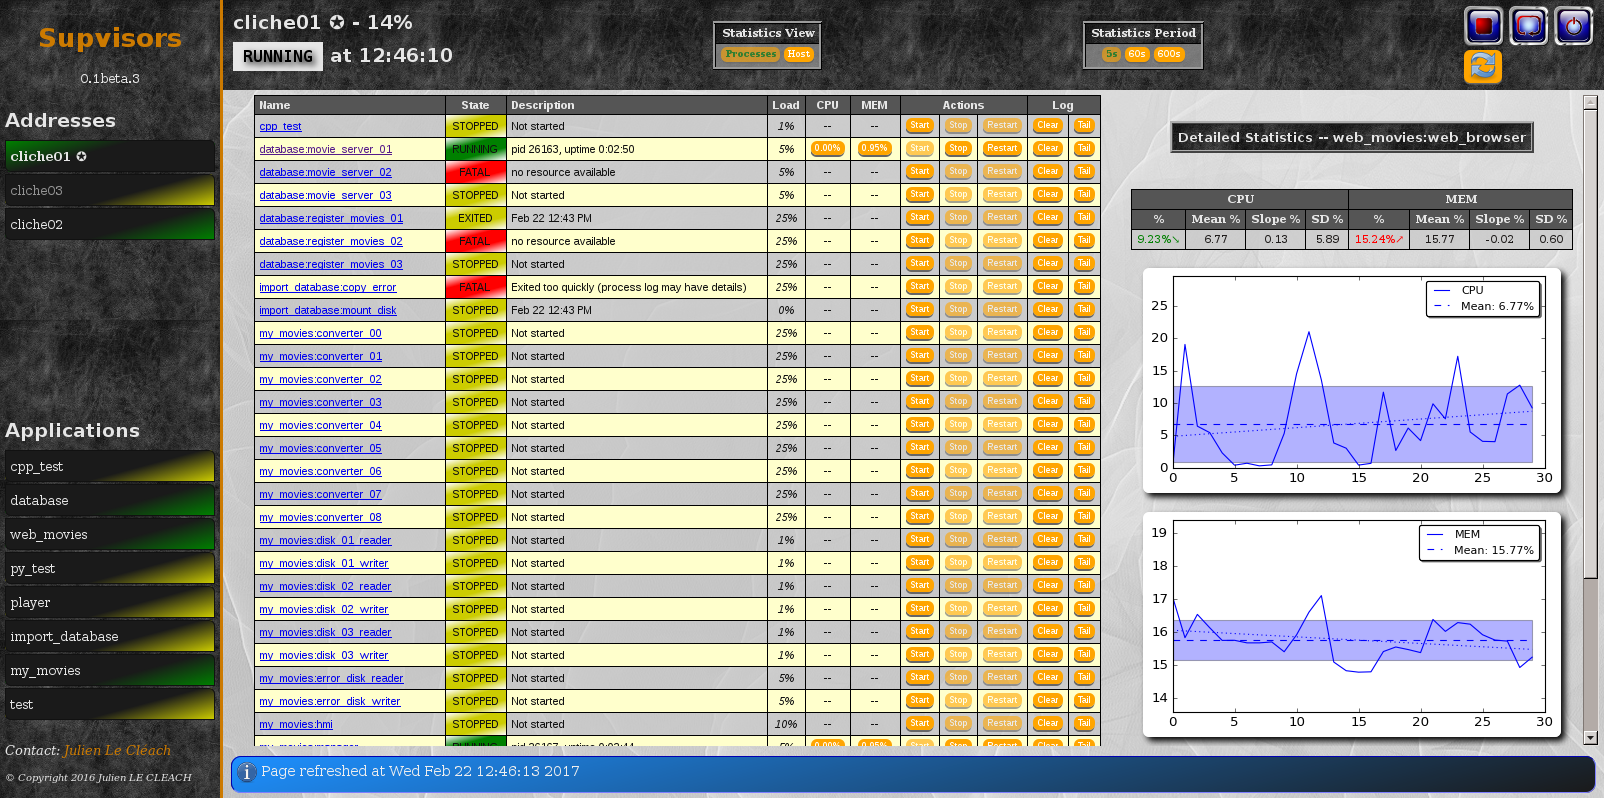 Supvisors
0.1beta.3
Addresses
cliche01 ✪
cliche03
cliche02
Applications
cpp_test
database
web_movies
py_test
player
import_database
my_movies
test
Contact: Julien Le Cléach
© Copyright 2016 Julien LE CLEACH
cliche01 ✪ - 14%
RUNNING at 12:46:10
Statistics View
Processes Host
Statistics Period
5s 60s 600s
Name State Description Load CPU MEM Actions Log
cpp_test STOPPED Not started 1% -- -- Start Stop Restart Clear Tail
database:movie_server_01 RUNNING pid 26163, uptime 0:02:50 5% 0.00% 0.95% Start Stop Restart Clear Tail
database:movie_server_02 FATAL no resource available 5% -- -- Start Stop Restart Clear Tail
database:movie_server_03 STOPPED Not started 5% -- -- Start Stop Restart Clear Tail
database:register_movies_01 EXITED Feb 22 12:43 PM 25% -- -- Start Stop Restart Clear Tail
database:register_movies_02 FATAL no resource available 25% -- -- Start Stop Restart Clear Tail
database:register_movies_03 STOPPED Not started 25% -- -- Start Stop Restart Clear Tail
import_database:copy_error FATAL Exited too quickly (process log may have details) 25% -- -- Start Stop Restart Clear Tail
import_database:mount_disk STOPPED Feb 22 12:43 PM 0% -- -- Start Stop Restart Clear Tail
my_movies:converter_00 STOPPED Not started 25% -- -- Start Stop Restart Clear Tail
my_movies:converter_01 STOPPED Not started 25% -- -- Start Stop Restart Clear Tail
my_movies:converter_02 STOPPED Not started 25% -- -- Start Stop Restart Clear Tail
my_movies:converter_03 STOPPED Not started 25% -- -- Start Stop Restart Clear Tail
my_movies:converter_04 STOPPED Not started 25% -- -- Start Stop Restart Clear Tail
my_movies:converter_05 STOPPED Not started 25% -- -- Start Stop Restart Clear Tail
my_movies:converter_06 STOPPED Not started 25% -- -- Start Stop Restart Clear Tail
my_movies:converter_07 STOPPED Not started 25% -- -- Start Stop Restart Clear Tail
my_movies:converter_08 STOPPED Not started 25% -- -- Start Stop Restart Clear Tail
my_movies:disk_01_reader STOPPED Not started 1% -- -- Start Stop Restart Clear Tail
my_movies:disk_01_writer STOPPED Not started 1% -- -- Start Stop Restart Clear Tail
my_movies:disk_02_reader STOPPED Not started 1% -- -- Start Stop Restart Clear Tail
my_movies:disk_02_writer STOPPED Not started 1% -- -- Start Stop Restart Clear Tail
my_movies:disk_03_reader STOPPED Not started 1% -- -- Start Stop Restart Clear Tail
my_movies:disk_03_writer STOPPED Not started 1% -- -- Start Stop Restart Clear Tail
my_movies:error_disk_reader STOPPED Not started 5% -- -- Start Stop Restart Clear Tail
my_movies:error_disk_writer STOPPED Not started 5% -- -- Start Stop Restart Clear Tail
my_movies:hmi STOPPED Not started 10% -- -- Start Stop Restart Clear Tail
my_movies:manager RUNNING pid 26167, uptime 0:02:44 5% 0.00% 0.95% Start Stop Restart Clear Tail
Detailed Statistics -- web_movies:web_browser
CPU MEM
% Mean % Slope % SD % % Mean % Slope % SD %
9.23%↘ 6.77 0.13 5.89 15.24%↗ 15.77 -0.02 0.60
CPU
Mean: 6.77%
25
20
15
10
5
0
0 5 10 15 20 25 30
MEM
Mean: 15.77%
19
18
17
16
15
14
0 5 10 15 20 25 30
Page refreshed at Wed Feb 22 12:46:13 2017